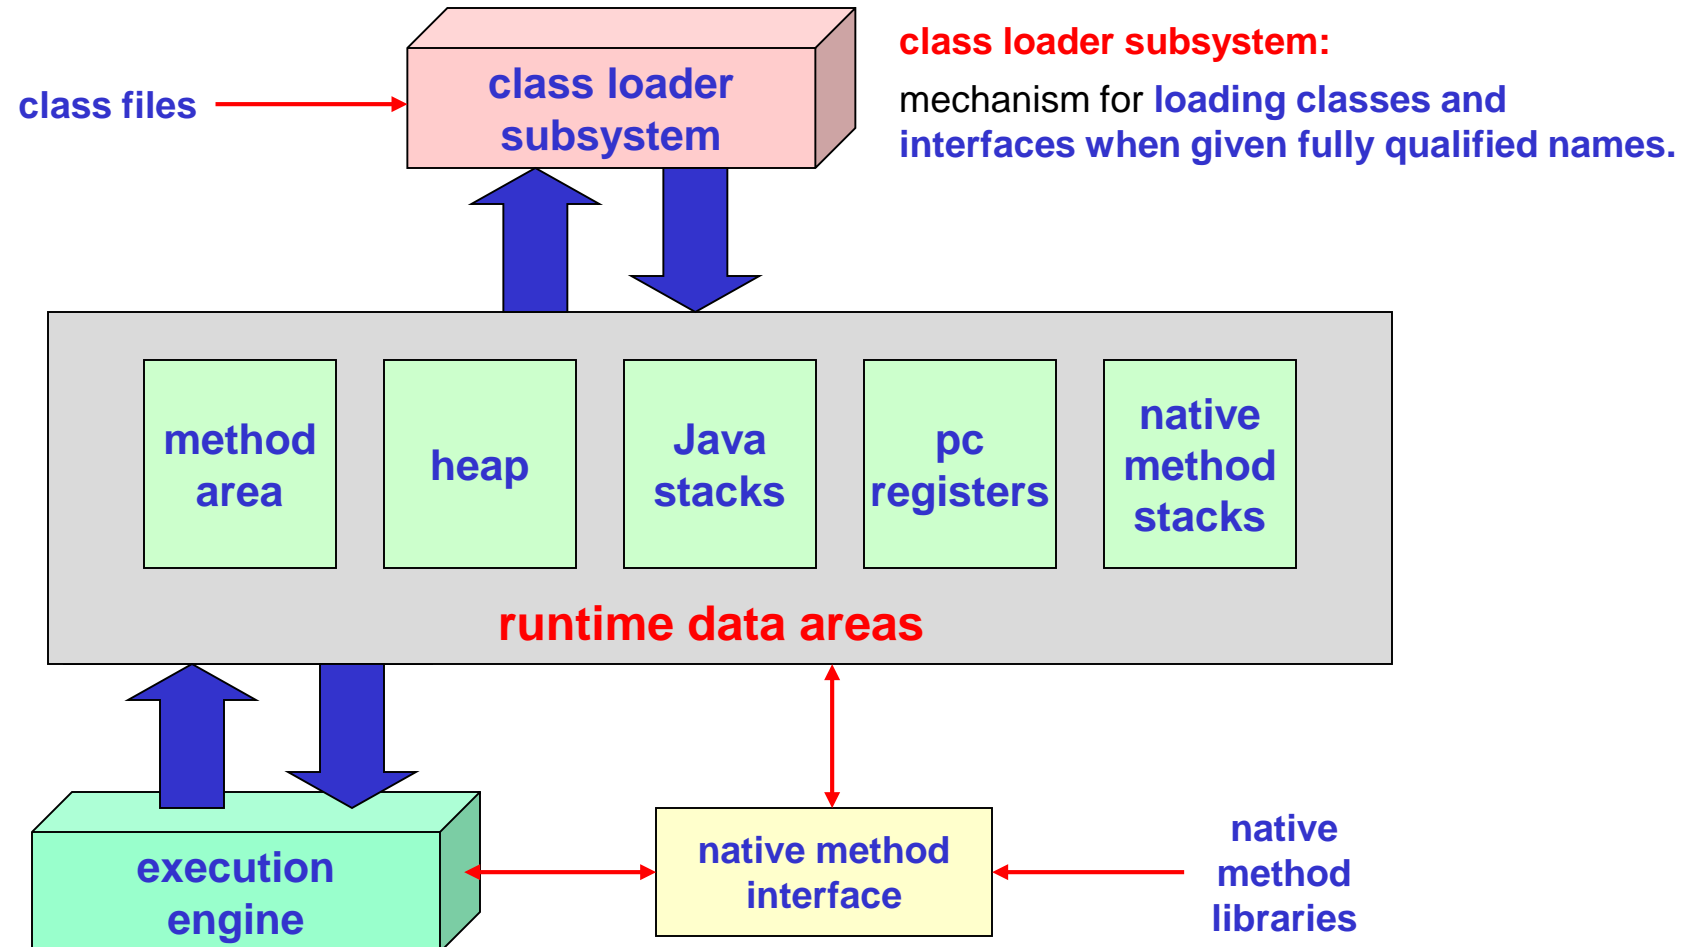 class files
class loader
subsystem
class loader subsystem:
mechanism for loading classes and
interfaces when given fully qualified names.
method
area
heap
Java
stacks
pc
registers
native
method
stacks
runtime data areas
execution
engine
native method
interface
native
method
libraries